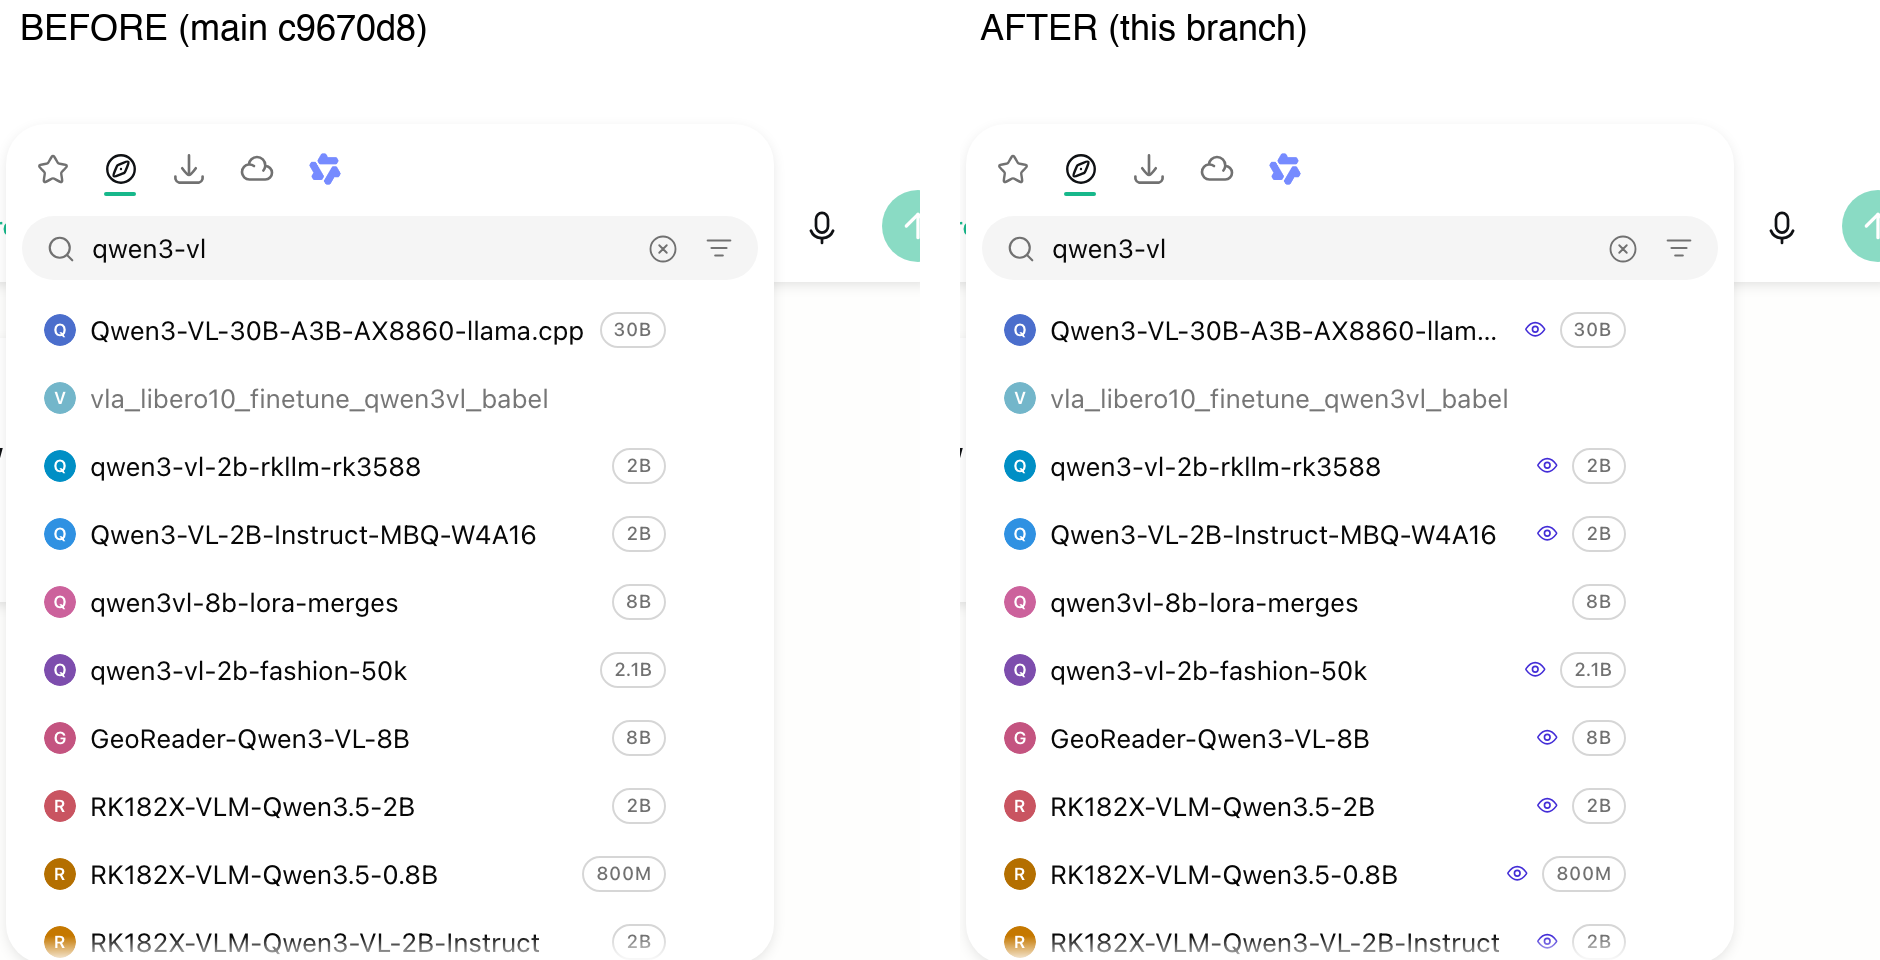 BEFORE (main c9670d8)
qwen3-vl
Q Qwen3-VL-30B-A3B-AX8860-llama.cpp 30B
V vla_libero10_finetune_qwen3vl_babel
Q qwen3-vl-2b-rkllm-rk3588 2B
Q Qwen3-VL-2B-Instruct-MBQ-W4A16 2B
Q qwen3vl-8b-lora-merges 8B
Q qwen3-vl-2b-fashion-50k 2.1B
G GeoReader-Qwen3-VL-8B 8B
R RK182X-VLM-Qwen3.5-2B 2B
R RK182X-VLM-Qwen3.5-0.8B 800M
R RK182X-VLM-Qwen3-VL-2B-Instruct 2B
AFTER (this branch)
qwen3-vl
Q Qwen3-VL-30B-A3B-AX8860-llam... 30B
V vla_libero10_finetune_qwen3vl_babel
Q qwen3-vl-2b-rkllm-rk3588 2B
Q Qwen3-VL-2B-Instruct-MBQ-W4A16 2B
Q qwen3vl-8b-lora-merges 8B
Q qwen3-vl-2b-fashion-50k 2.1B
G GeoReader-Qwen3-VL-8B 8B
R RK182X-VLM-Qwen3.5-2B 2B
R RK182X-VLM-Qwen3.5-0.8B 800M
R RK182X-VLM-Qwen3-VL-2B-Instruct 2B